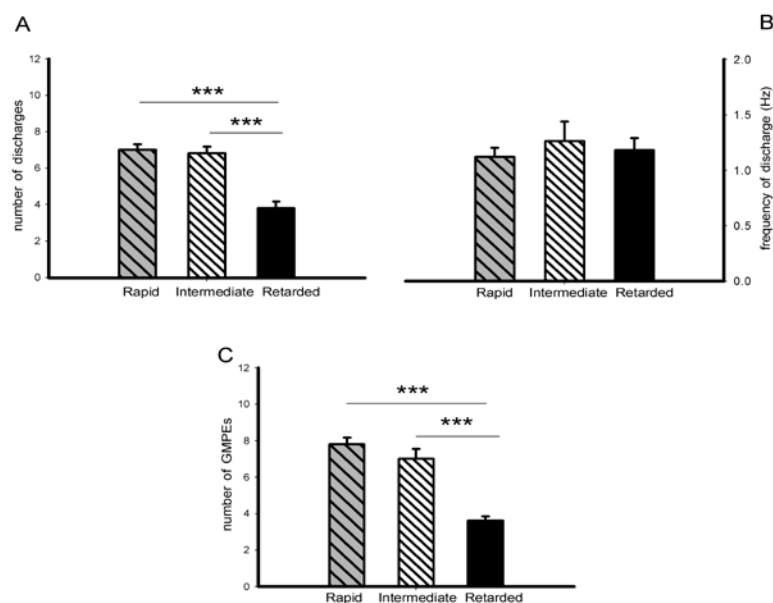 A
12
10
8
6
4
2
0
number of discharges
***
***
Rapid Intermediate Retarded
B
2.0
1.5
1.0
0.5
0.0
frequency of discharge (Hz)
Rapid Intermediate Retarded
C
12
10
8
6
4
2
0
number of GMPEs
***
***
Rapid Intermediate Retarded